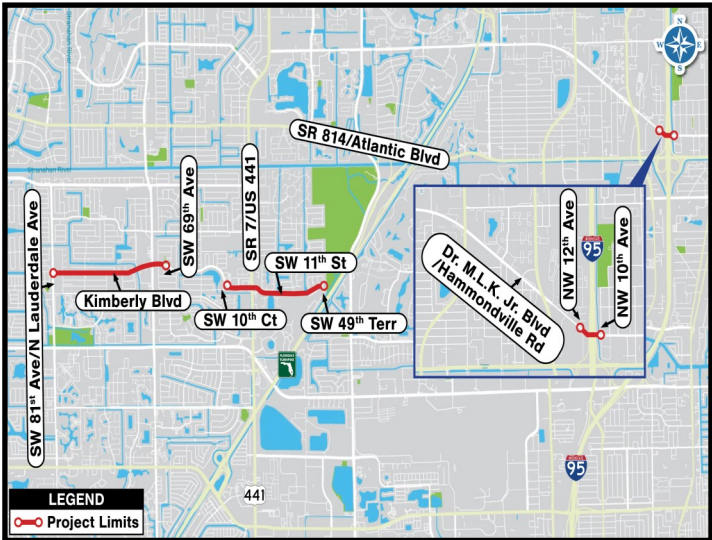 N
W E
S
SR 814/Atlantic Blvd
SW 81st Ave/N Lauderdale Ave
SW 69th Ave
SR 7/US 441
SW 11th St
Kimberly Blvd
SW 10th Ct
SW 49th Terr
FLORIDA'S
TURNPIKE
441
NW 12th Ave
95
NW 10th Ave
Dr. M.L.K. Jr. Blvd
/Hammondville
Rd
95
LEGEND
Project Limits